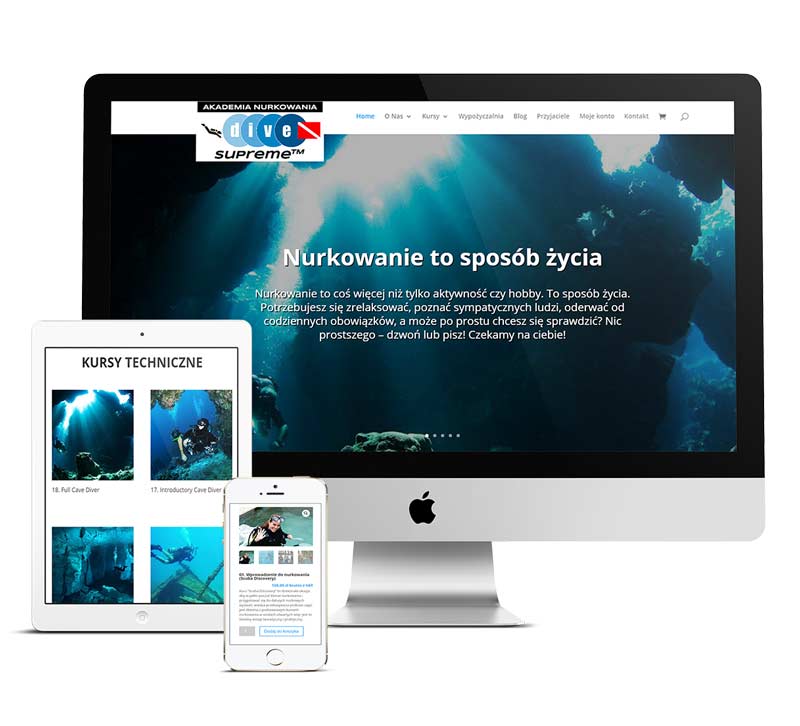 AKADEMIA NURKOWANIA
dive
supreme™
Home O Nas Kursy Wypożyczalnia Blog Przyjaciele Moje konto Kontakt
Nurkowanie to sposób życia
Nurkowanie to coś więcej niż tylko aktywność czy hobby. To sposób życia.
Potrzebujesz się zrelaksować, poznać sympatycznych ludzi, oderwać od
codziennych obowiązków, a może po prostu chcesz się sprawdzić? Nic
prostszego – dzwoń lub pisz! Czekamy na ciebie!
KURSY TECHNICZNE
18. Full Cave Diver
17. Introductory Cave Diver
01. Wprowadzenie do nurkowania
(Scuba Discovery)
Dodaj do koszyka